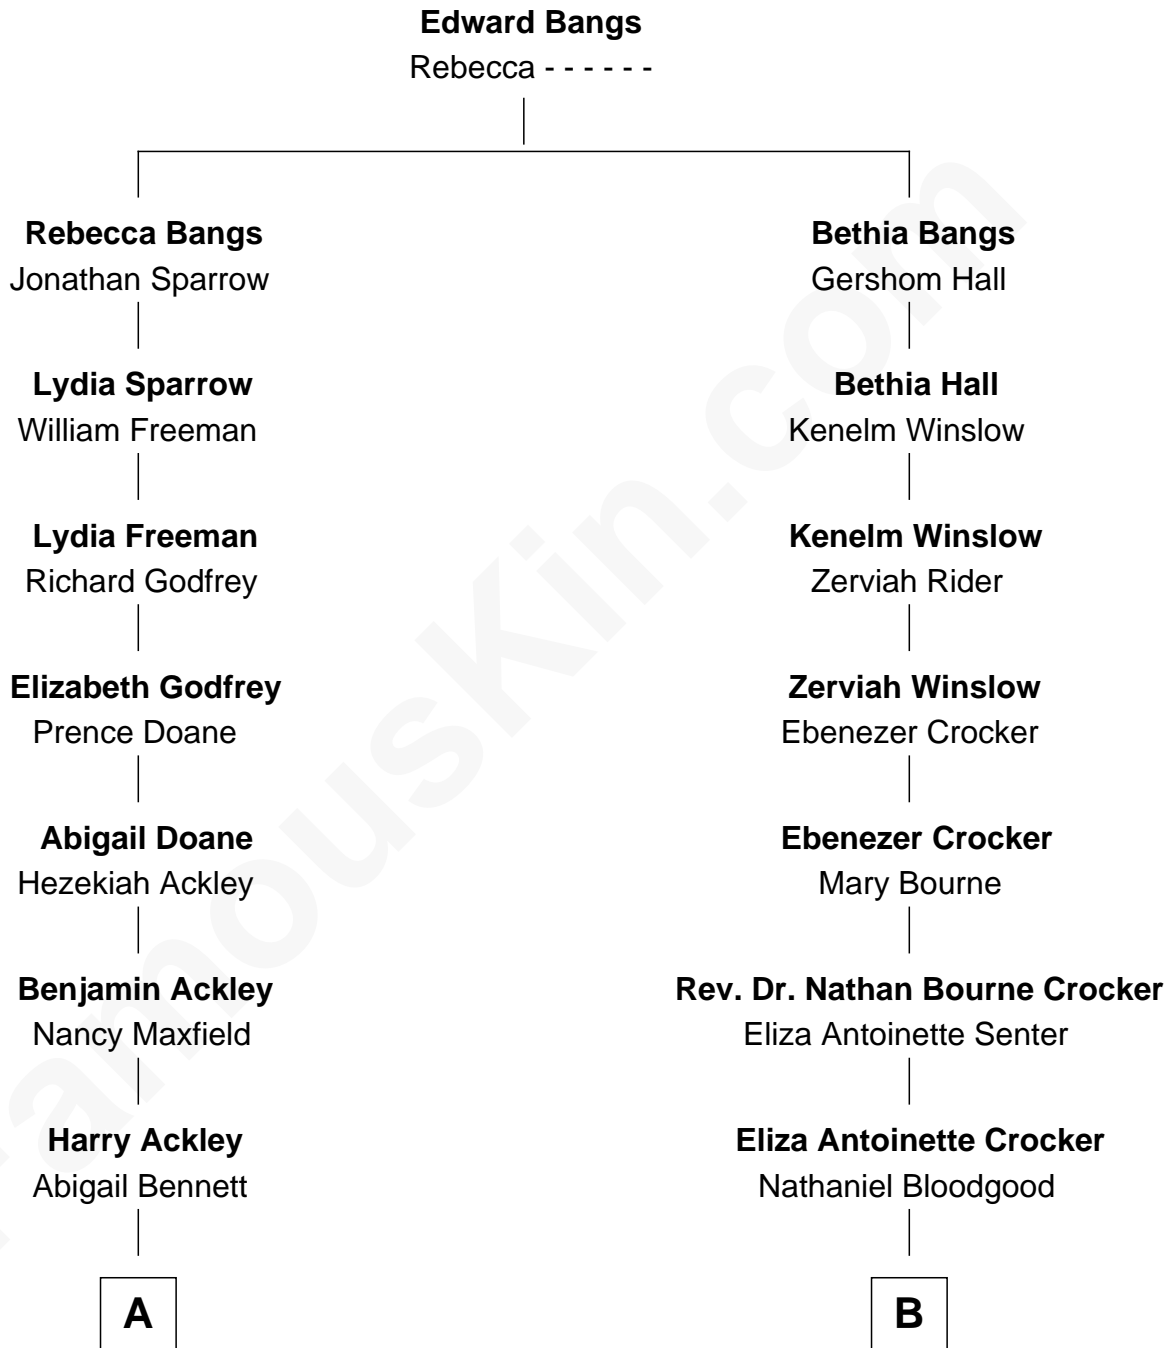 Edward Bangs
Rebecca - - - - - -
Rebecca Bangs
Jonathan Sparrow
Bethia Bangs
Gershom Hall
Lydia Sparrow
William Freeman
Bethia Hall
Kenelm Winslow
Lydia Freeman
Richard Godfrey
Kenelm Winslow
Zerviah Rider
Elizabeth Godfrey
Prence Doane
Zerviah Winslow
Ebenezer Crocker
Abigail Doane
Hezekiah Ackley
Ebenezer Crocker
Mary Bourne
Benjamin Ackley
Nancy Maxfield
Rev. Dr. Nathan Bourne Crocker
Eliza Antoinette Senter
Harry Ackley
Abigail Bennett
Eliza Antoinette Crocker
Nathaniel Bloodgood
A
B
FamousKin.com